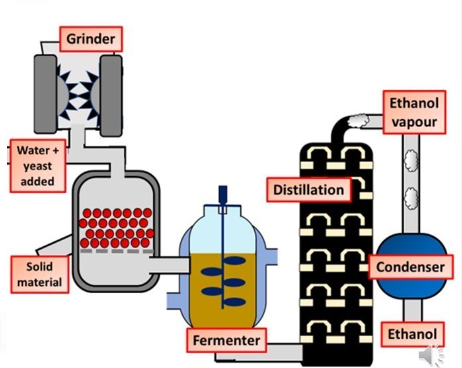 Grinder
Water +
yeast
added
Solid
material
Fermenter
Distillation
Ethanol
vapour
Condenser
Ethanol